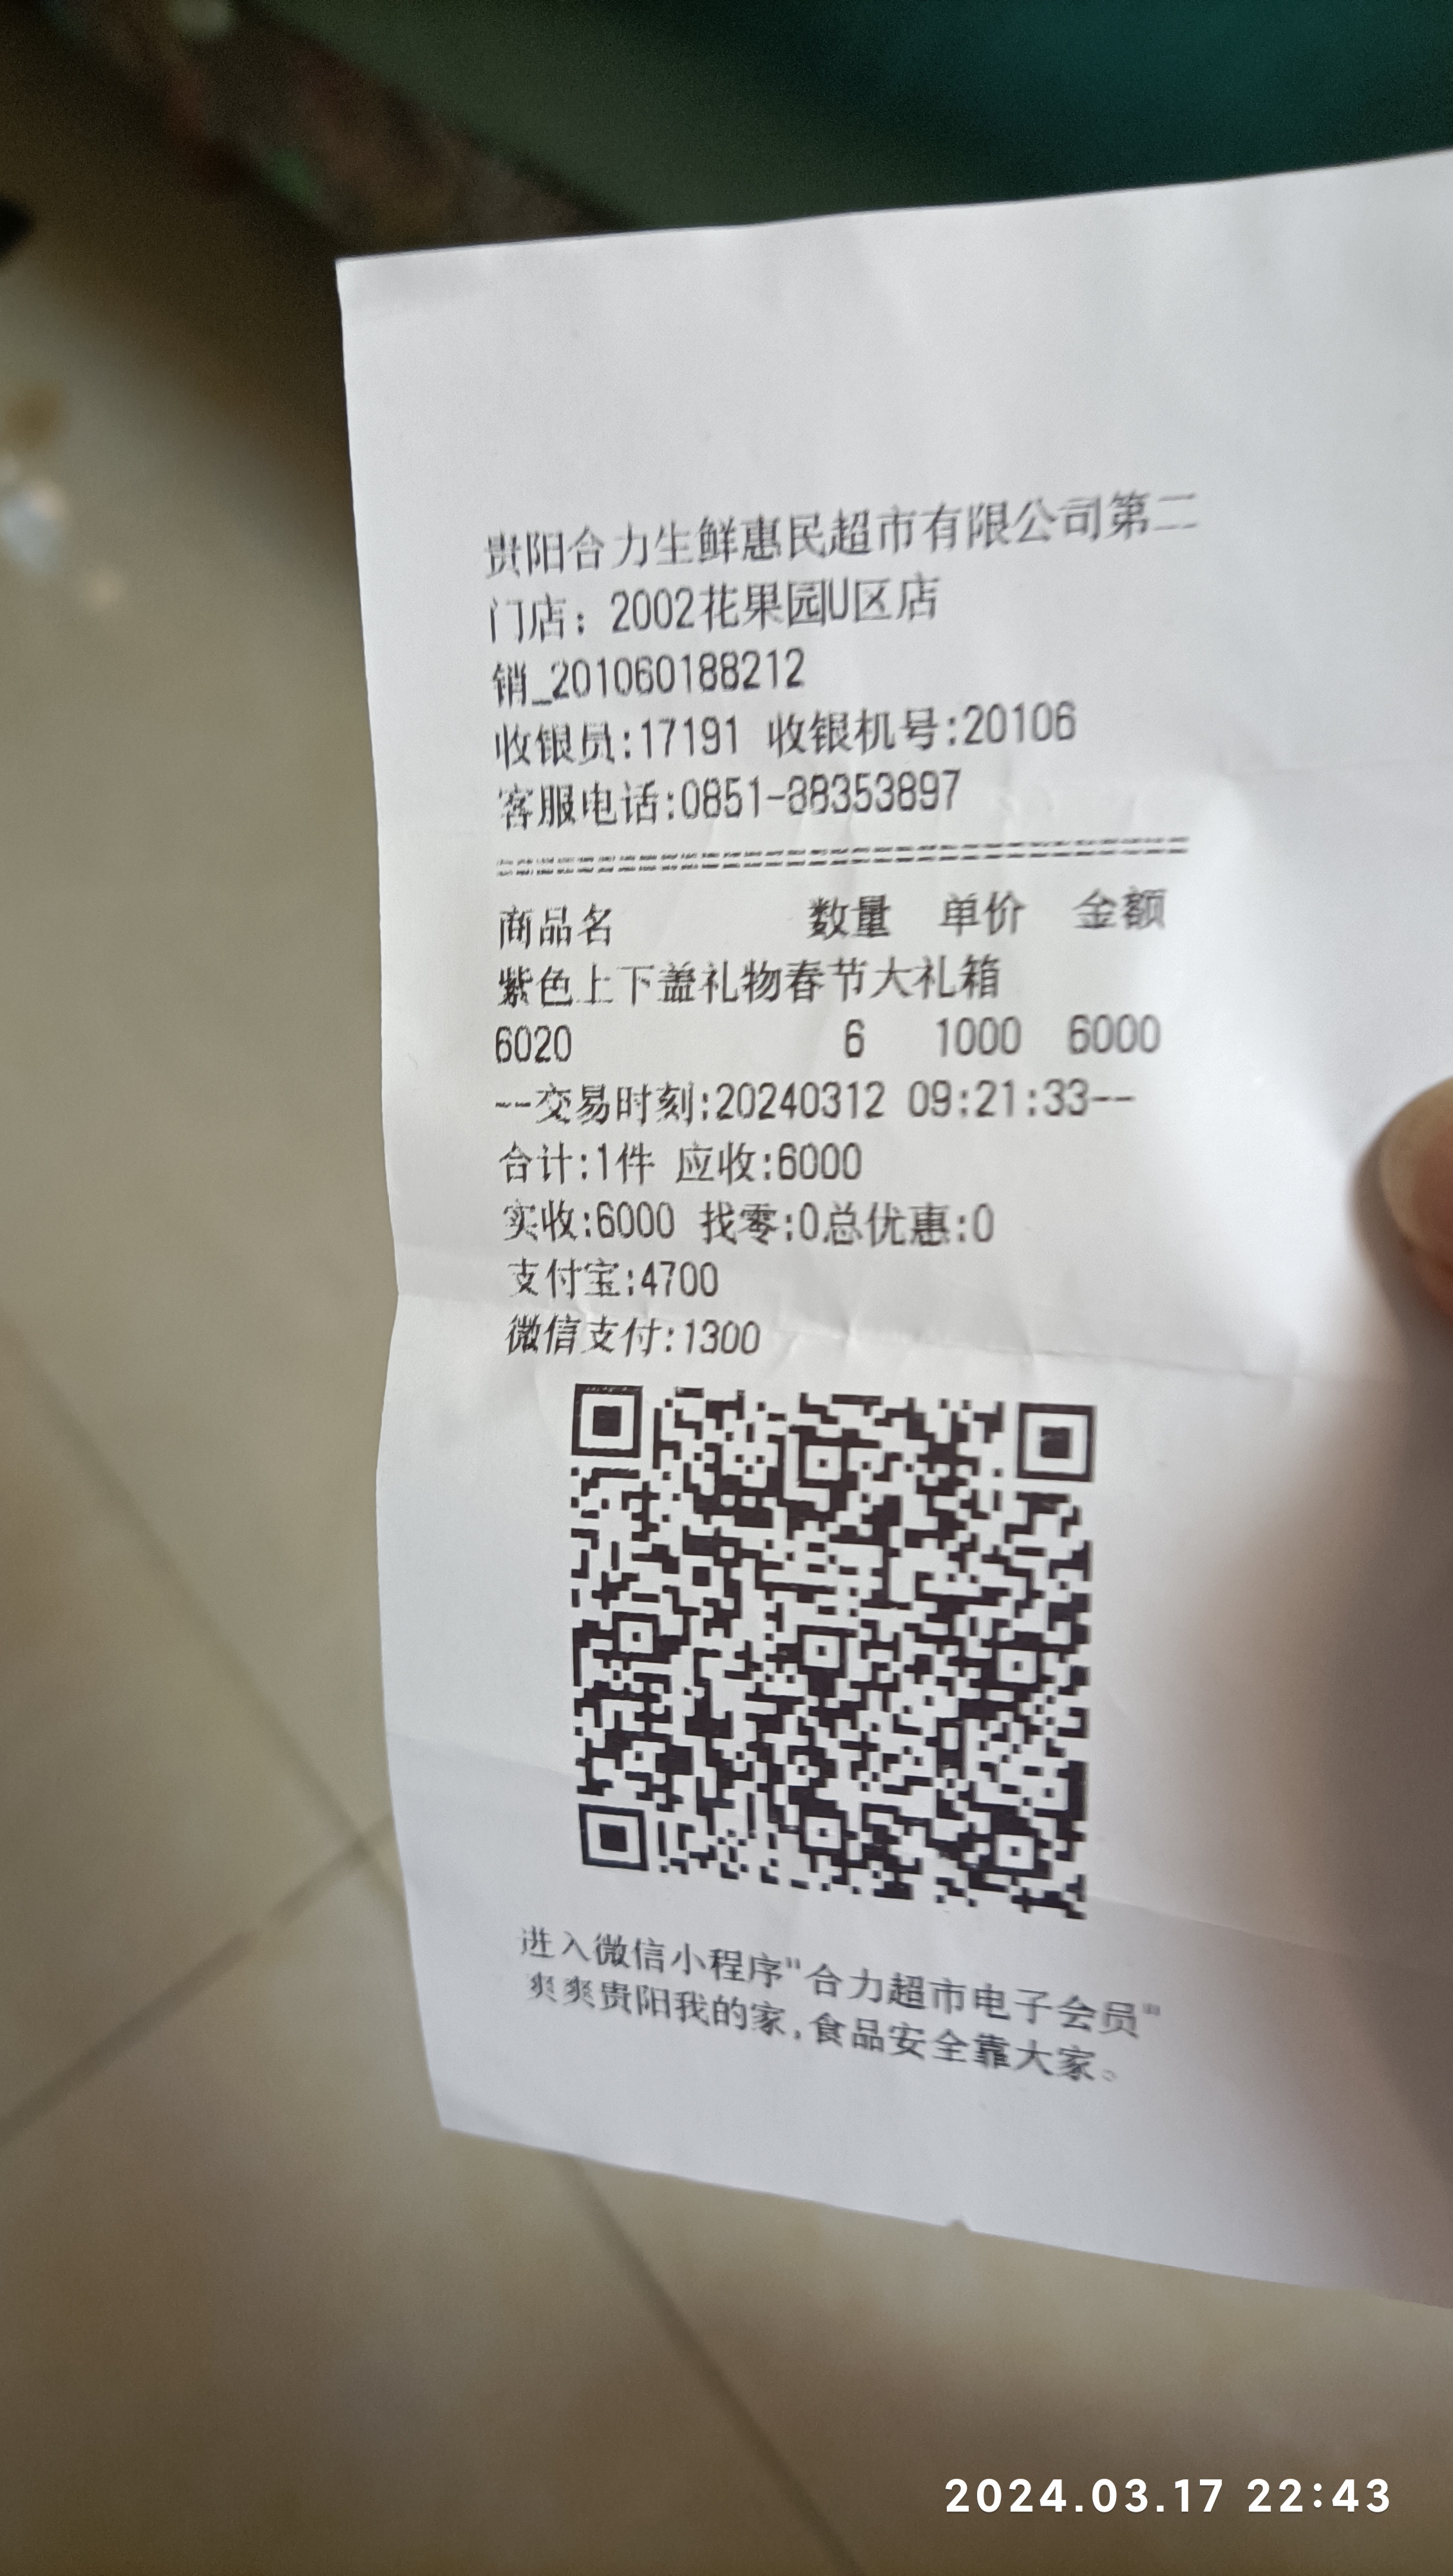 贵阳合力生鲜惠民超市有限公司第二
门店：2002花果园U区店
销_201060188212
收银员:17191 收银机号:20106
客服电话:0851-88353897
================================
商品名 数量 单价 金额
紫色上下盖礼物春节大礼箱
6020 6 1000 6000
--交易时刻:20240312 09:21:33--
合计:1件 应收:6000
实收:6000 找零:0总优惠:0
支付宝:4700
微信支付:1300
进入微信小程序"合力超市电子会员"
爽爽贵阳我的家,食品安全靠大家。
2024.03.17 22:43